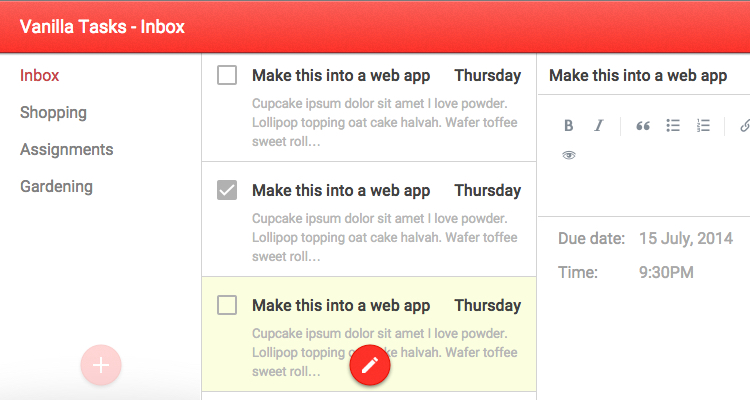 Vanilla Tasks - Inbox
Inbox
Shopping
Assignments
Gardening
Make this into a web app Thursday
Cupcake ipsum dolor sit amet I love powder.
Lollipop topping oat cake halvah. Wafer toffee
sweet roll...
Make this into a web app Thursday
Cupcake ipsum dolor sit amet I love powder.
Lollipop topping oat cake halvah. Wafer toffee
sweet roll...
Make this into a web app Thursday
Cupcake ipsum dolor sit amet I love powder.
Lollipop topping ke halvah. Wafer toffee
sweet roll...
Make this into a web app
B I
Due date: 15 July, 2014
Time: 9:30PM